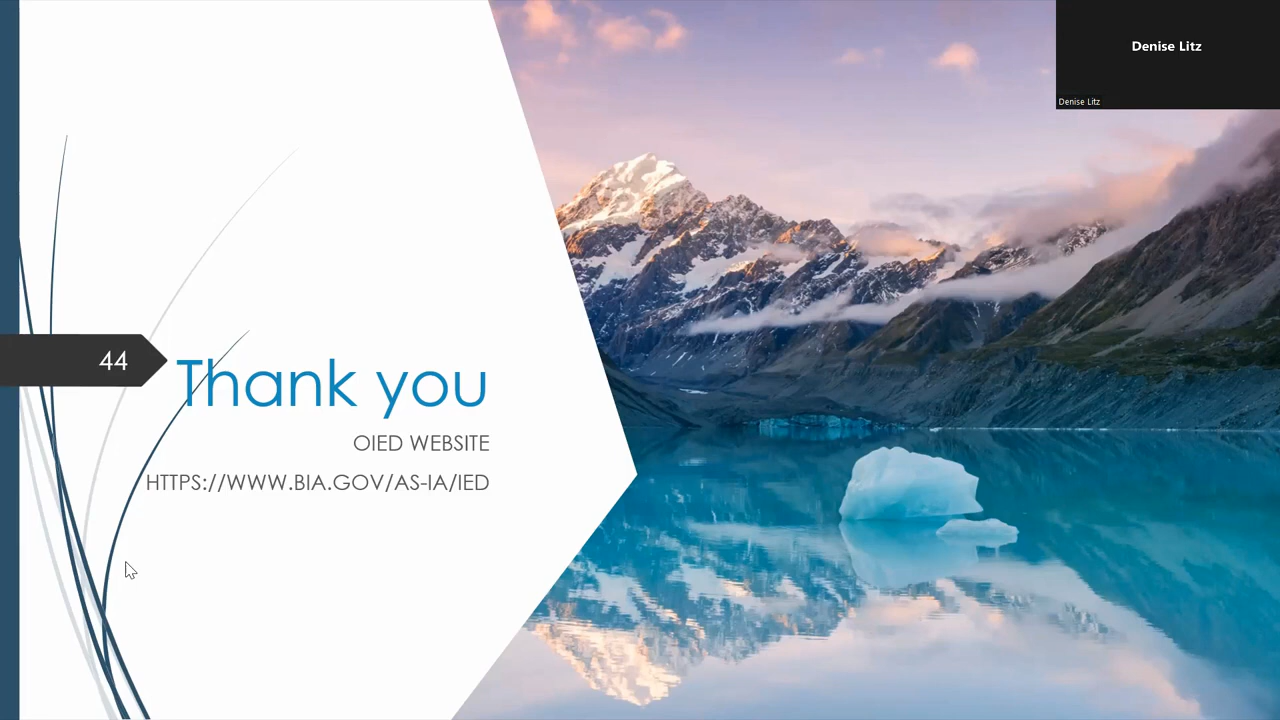 Denise Litz
Denise Litz
44
Thank you
OIED WEBSITE
HTTPS://WWW.BIA.GOV/AS-IA/IED